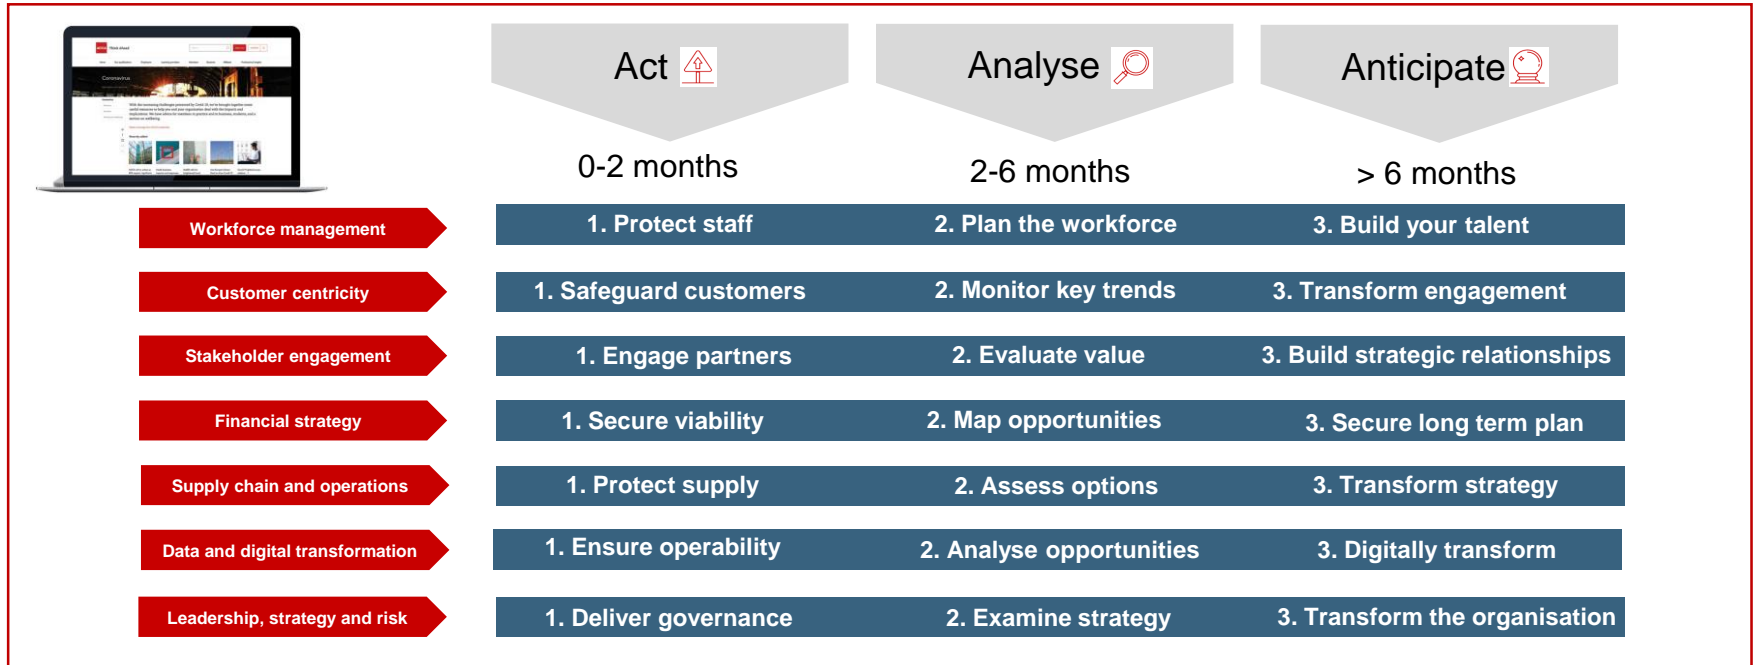 Think Ahead
Coronavirus
Act
Analyse
Anticipate
0-2 months
2-6 months
> 6 months
Workforce management
1. Protect staff
2. Plan the workforce
3. Build your talent
Customer centricity
1. Safeguard customers
2. Monitor key trends
3. Transform engagement
Stakeholder engagement
1. Engage partners
2. Evaluate value
3. Build strategic relationships
Financial strategy
1. Secure viability
2. Map opportunities
3. Secure long term plan
Supply chain and operations
1. Protect supply
2. Assess options
3. Transform strategy
Data and digital transformation
1. Ensure operability
2. Analyse opportunities
3. Digitally transform
Leadership, strategy and risk
1. Deliver governance
2. Examine strategy
3. Transform the organisation